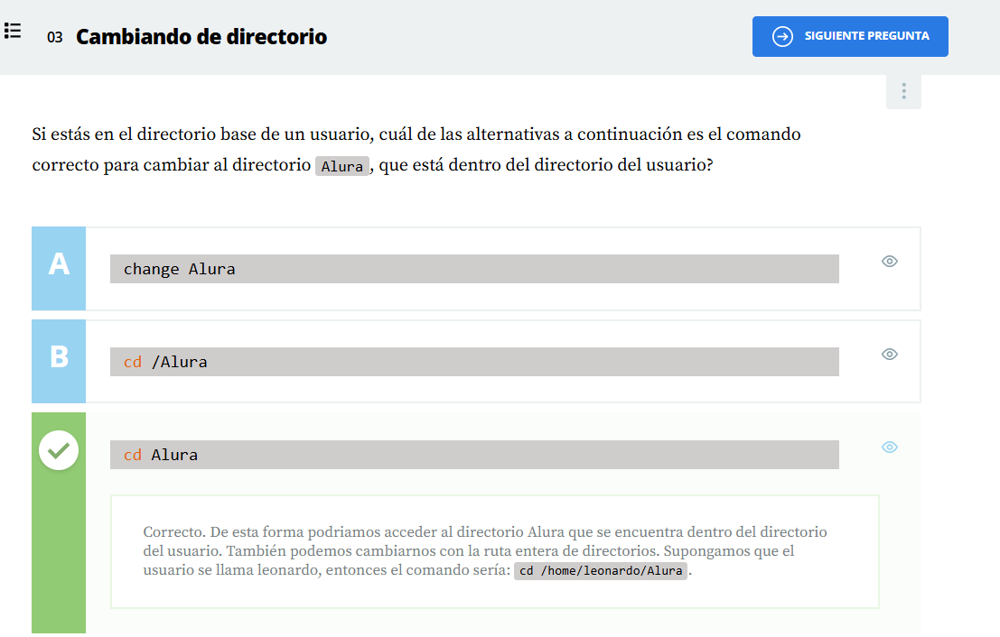 03 Cambiando de directorio
SIGUIENTE PREGUNTA
Si estás en el directorio base de un usuario, cuál de las alternativas a continuación es el comando
correcto para cambiar al directorio Alura, que está dentro del directorio del usuario?
A
change Alura
B
cd /Alura
cd Alura
Correcto. De esta forma podriamos acceder al directorio Alura que se encuentra dentro del directorio
del usuario. También podemos cambiarnos con la ruta entera de directorios. Supongamos que el
usuario se llama leonardo, entonces el comando sería: cd /home/leonardo/Alura.